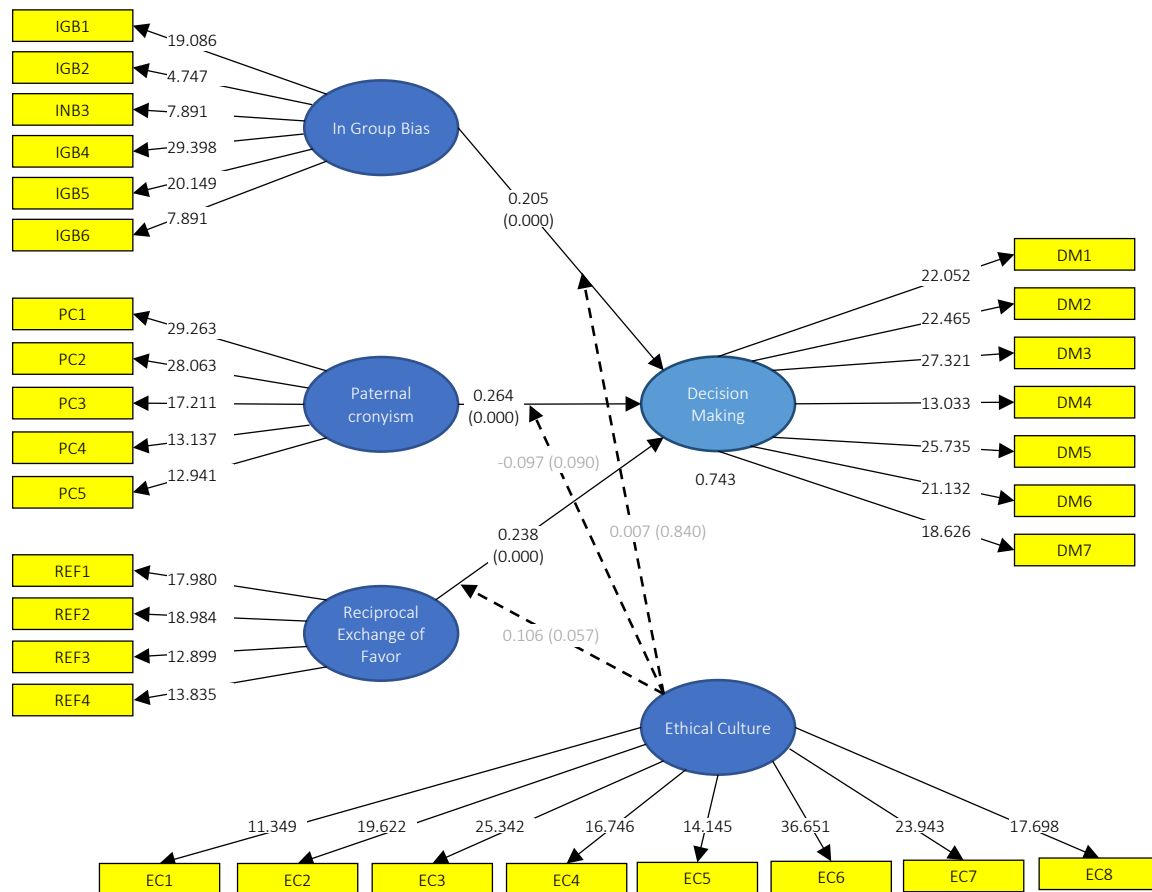 IGB1
19.086
IGB2
4.747
INB3
7.891
IGB4
29.398
IGB5
20.149
IGB6
7.891
In Group Bias
0.205
(0.000)
PC1
29.263
PC2
28.063
PC3
17.211
PC4
13.137
PC5
12.941
Paternal
cronyism
0.264
(0.000)
-0.097 (0.090)
REF1
17.980
REF2
18.984
REF3
12.899
REF4
13.835
Reciprocal
Exchange of
Favor
0.238
(0.000)
0.106 (0.057)
0.007 (0.840)
Decision
Making
0.743
22.052
DM1
22.465
DM2
27.321
DM3
13.033
DM4
25.735
DM5
21.132
DM6
18.626
DM7
Ethical Culture
11.349
19.622
25.342
16.746
14.145
36.651
23.943
17.698
EC1
EC2
EC3
EC4
EC5
EC6
EC7
EC8